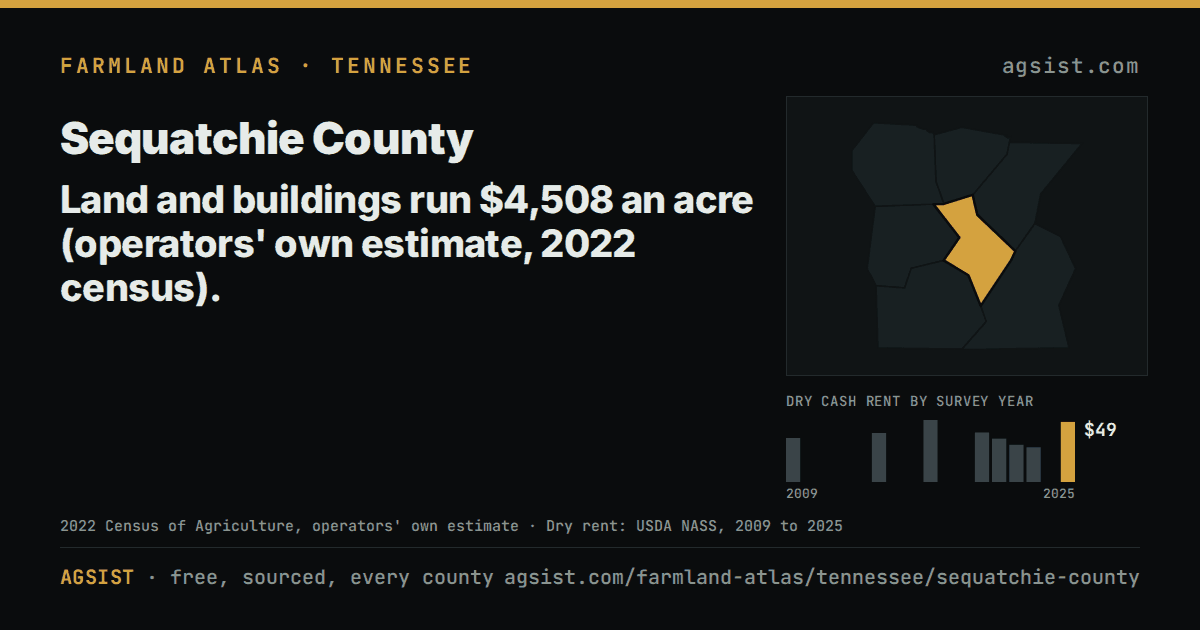 FARMLAND ATLAS · TENNESSEE
agsist.com
Sequatchie County
Land and buildings run $4,508 an acre
(operators' own estimate, 2022
census).
DRY CASH RENT BY SURVEY YEAR
$49
2009
2025
2022 Census of Agriculture, operators' own estimate · Dry rent: USDA NASS, 2009 to 2025
AGSIST · free, sourced, every county agsist.com/farmland-atlas/tennessee/sequatchie-county